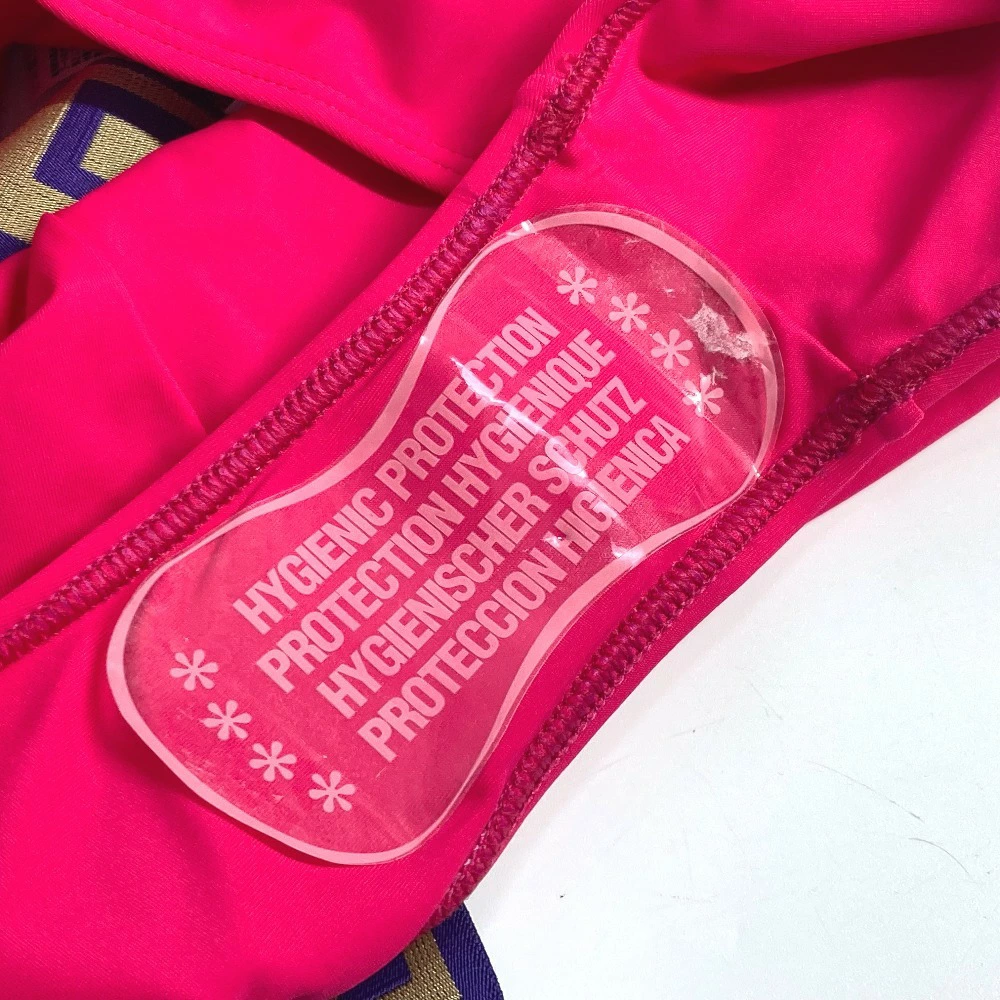 HYGIENIC PROTECTION
PROTECTION HYGIENIQUE
HYGIENISCHER SCHUTZ
PROTECCION HIGIENICA